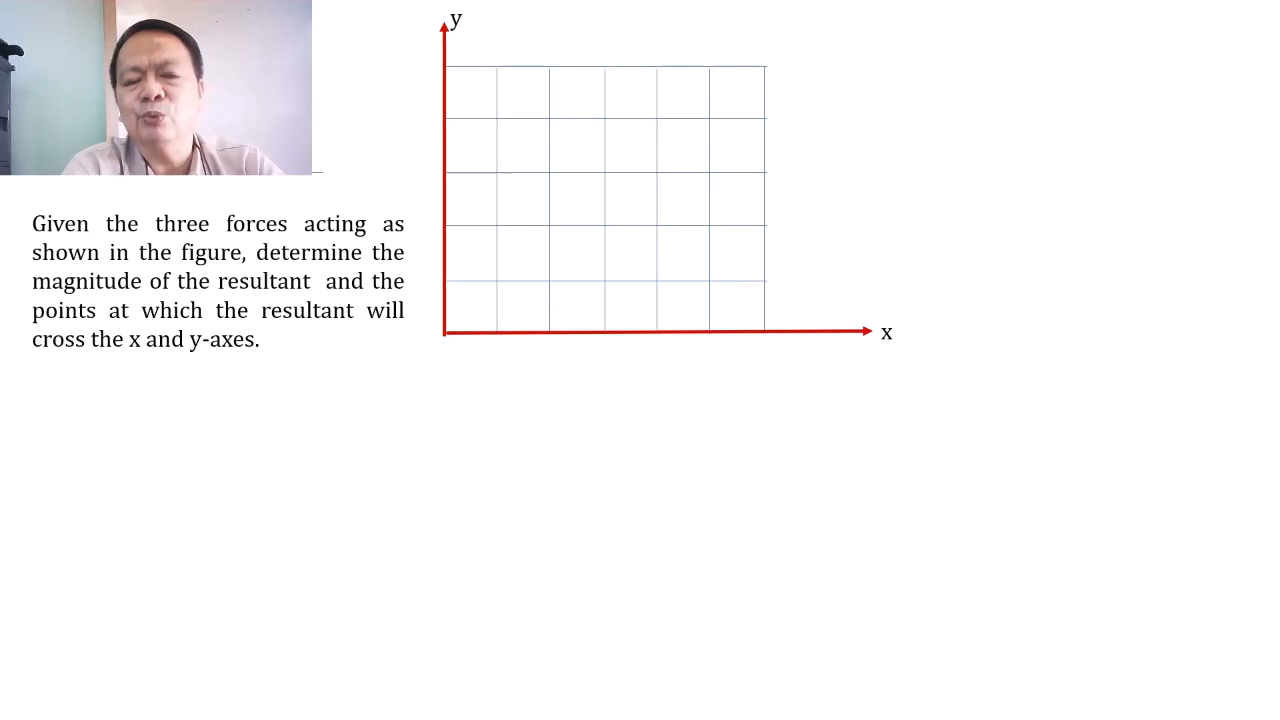 y
Given the three forces acting as
shown in the figure, determine the
magnitude of the resultant and the
points at which the resultant will
cross the x and y-axes.
x